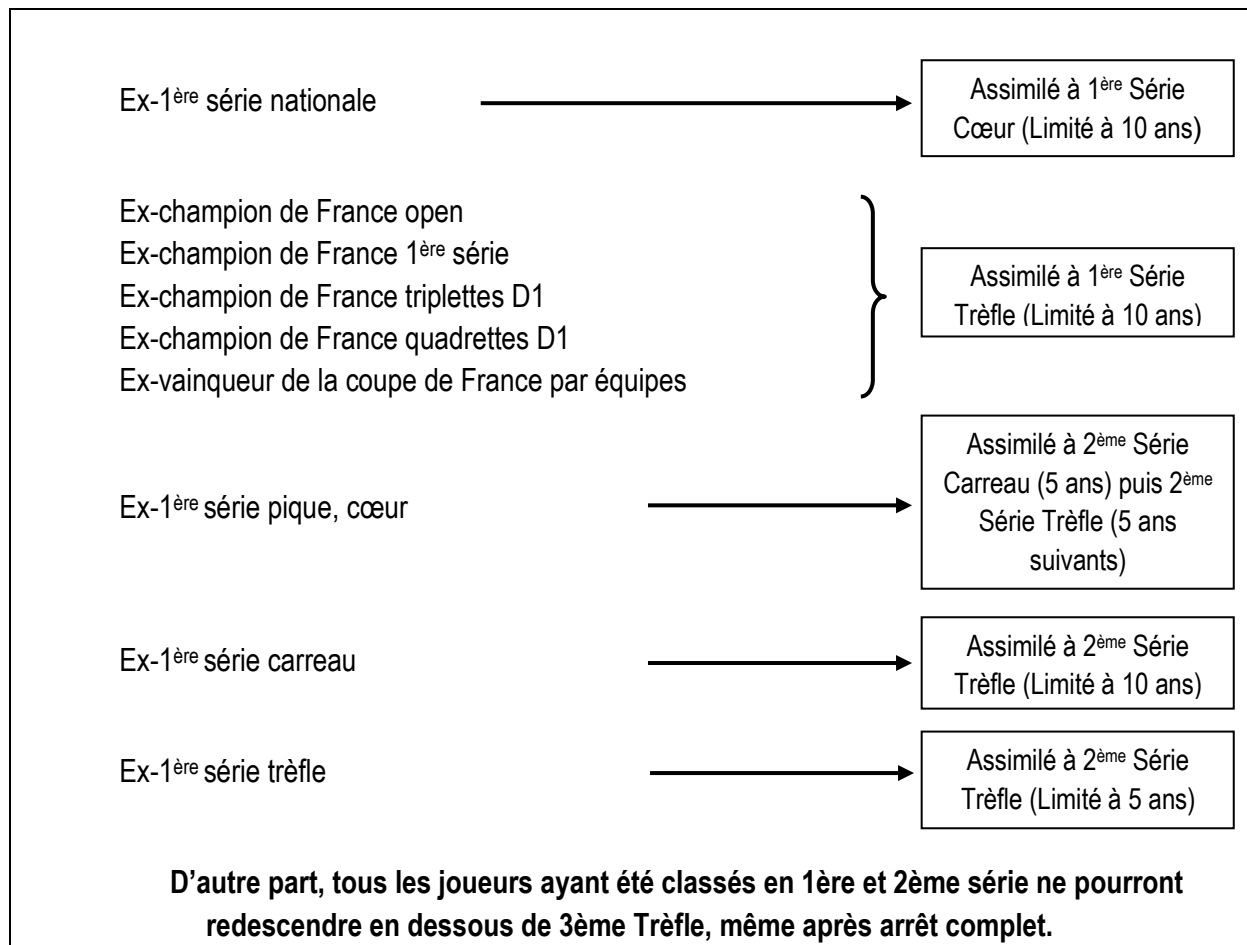 Ex-1ère série nationale
Assimilé à 1ère Série
Cœur (Limité à 10 ans)
Ex-champion de France open
Ex-champion de France 1ère série
Ex-champion de France triplettes D1
Ex-champion de France quadrettes D1
Ex-vainqueur de la coupe de France par équipes
Assimilé à 1ère Série
Trèfle (Limité à 10 ans)
Ex-1ère série pique, cœur
Assimilé à 2ème Série
Carreau (5 ans) puis 2ème
Série Trèfle (5 ans
suivants)
Ex-1ère série carreau
Assimilé à 2ème Série
Trèfle (Limité à 10 ans)
Ex-1ère série trèfle
Assimilé à 2ème Série
Trèfle (Limité à 5 ans)
D’autre part, tous les joueurs ayant été classés en 1ère et 2ème série ne pourront
redescendre en dessous de 3ème Trèfle, même après arrêt complet.